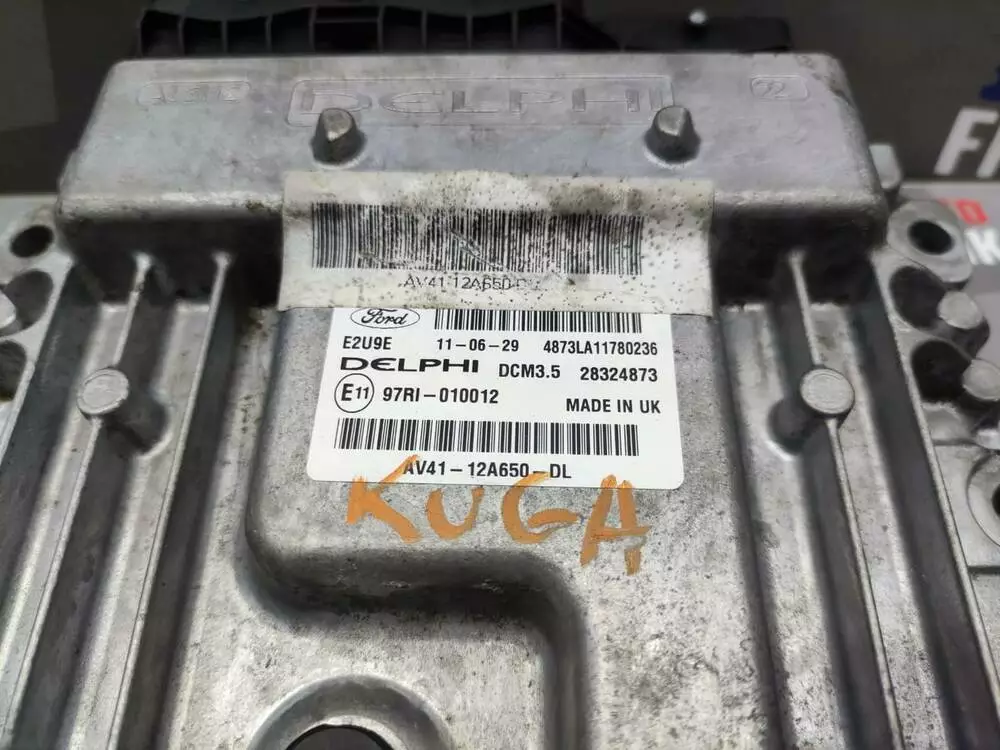 DELPHI
AV41-12A650-D
Ford
E2U9E 11-06-29 4873LA11780236
DELPHI DCM3.5 28324873
E11 97RI-010012 MADE IN UK
AV41-12A650-DL
KUGA